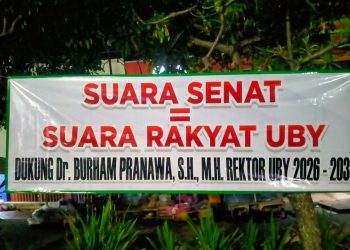 SUARA SENAT
=
SUARA RAKYAT UBY
DUKUNG Dr. BURHAM PRANAWA, S.H., M.H. REKTOR UBY 2026 - 203